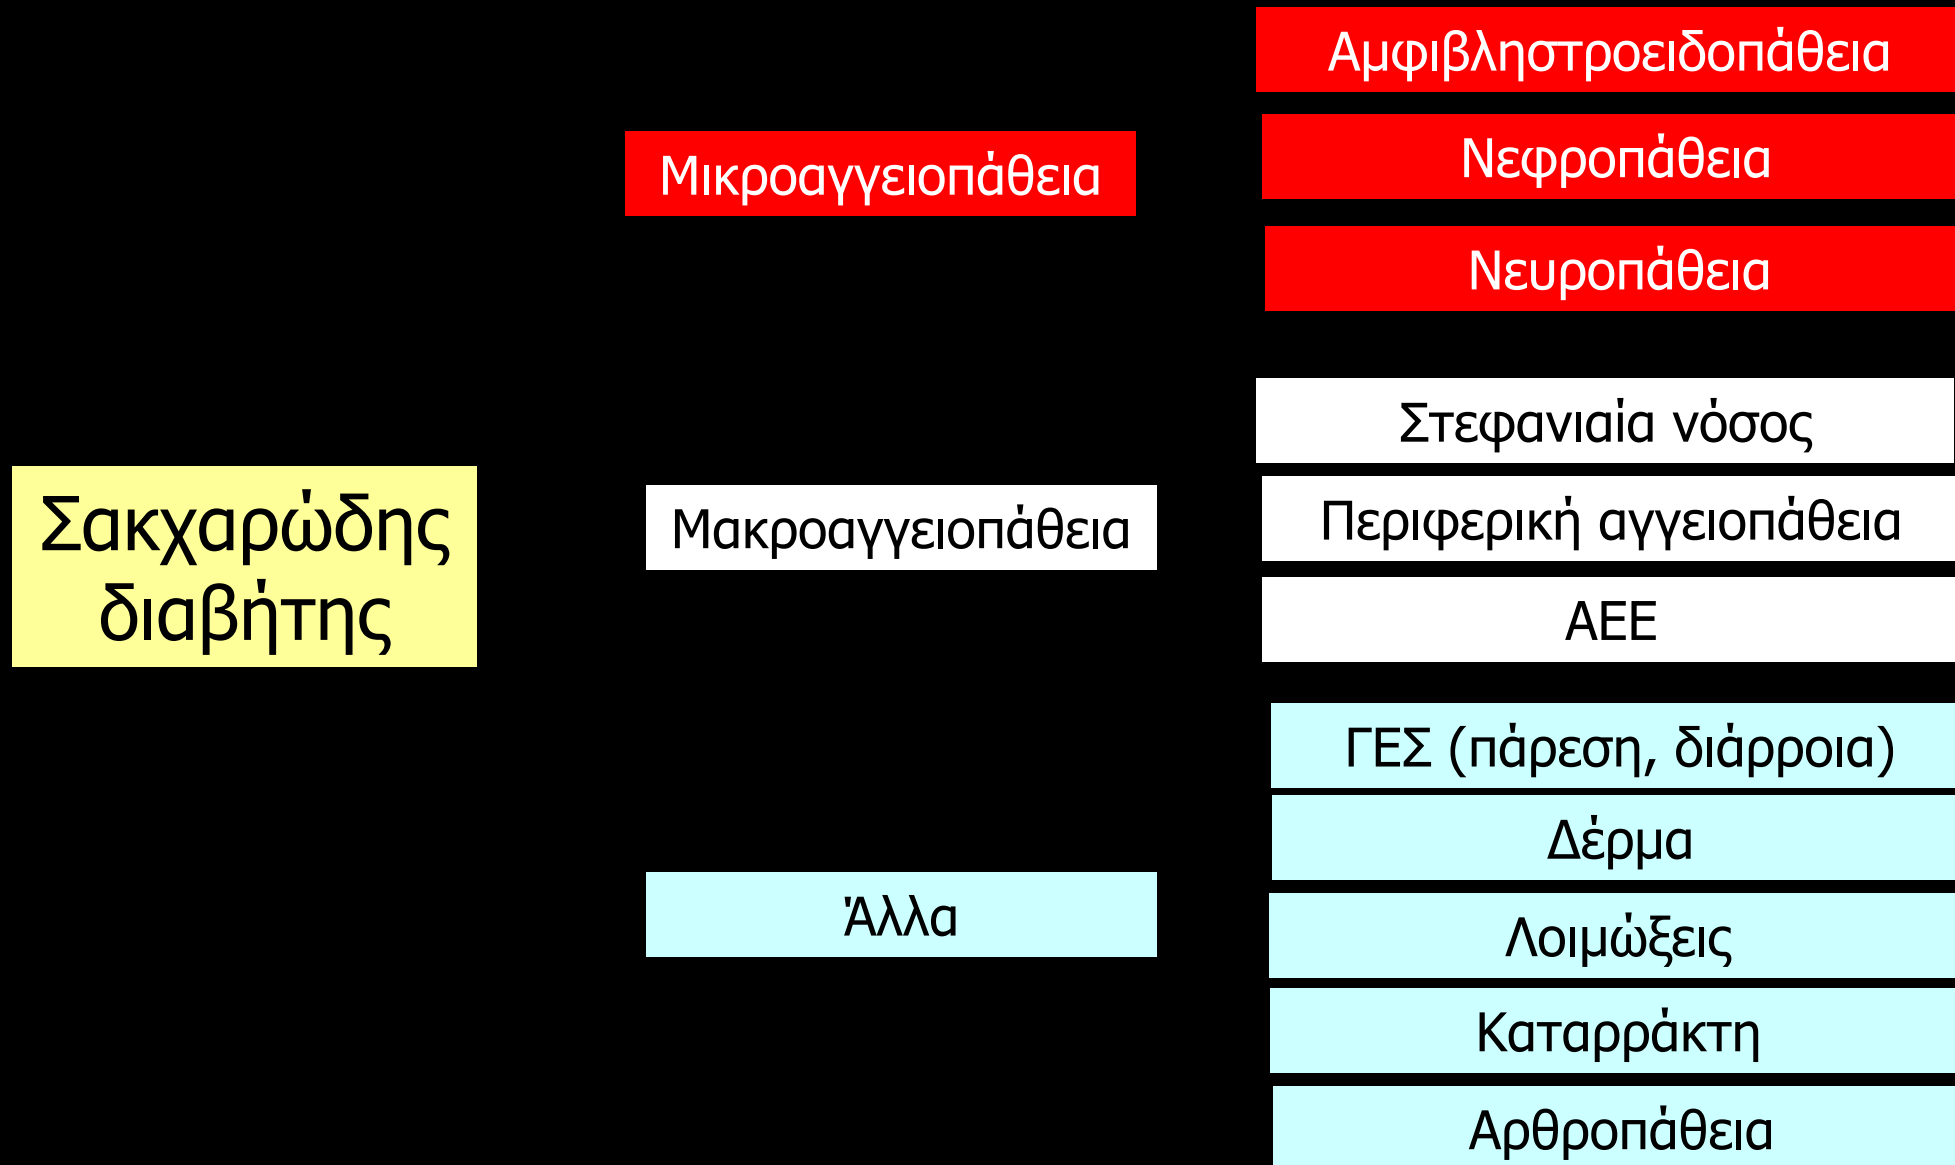 Σακχαρώδης
διαβήτης
Μικροαγγειοπάθεια
Αμφιβληστροειδοπάθεια
Νεφροπάθεια
Νευροπάθεια
Μακροαγγειοπάθεια
Στεφανιαία νόσος
Περιφερική αγγειοπάθεια
ΑΕΕ
Άλλα
ΓΕΣ (πάρεση, διάρροια)
Δέρμα
Λοιμώξεις
Καταρράκτη
Αρθροπάθεια